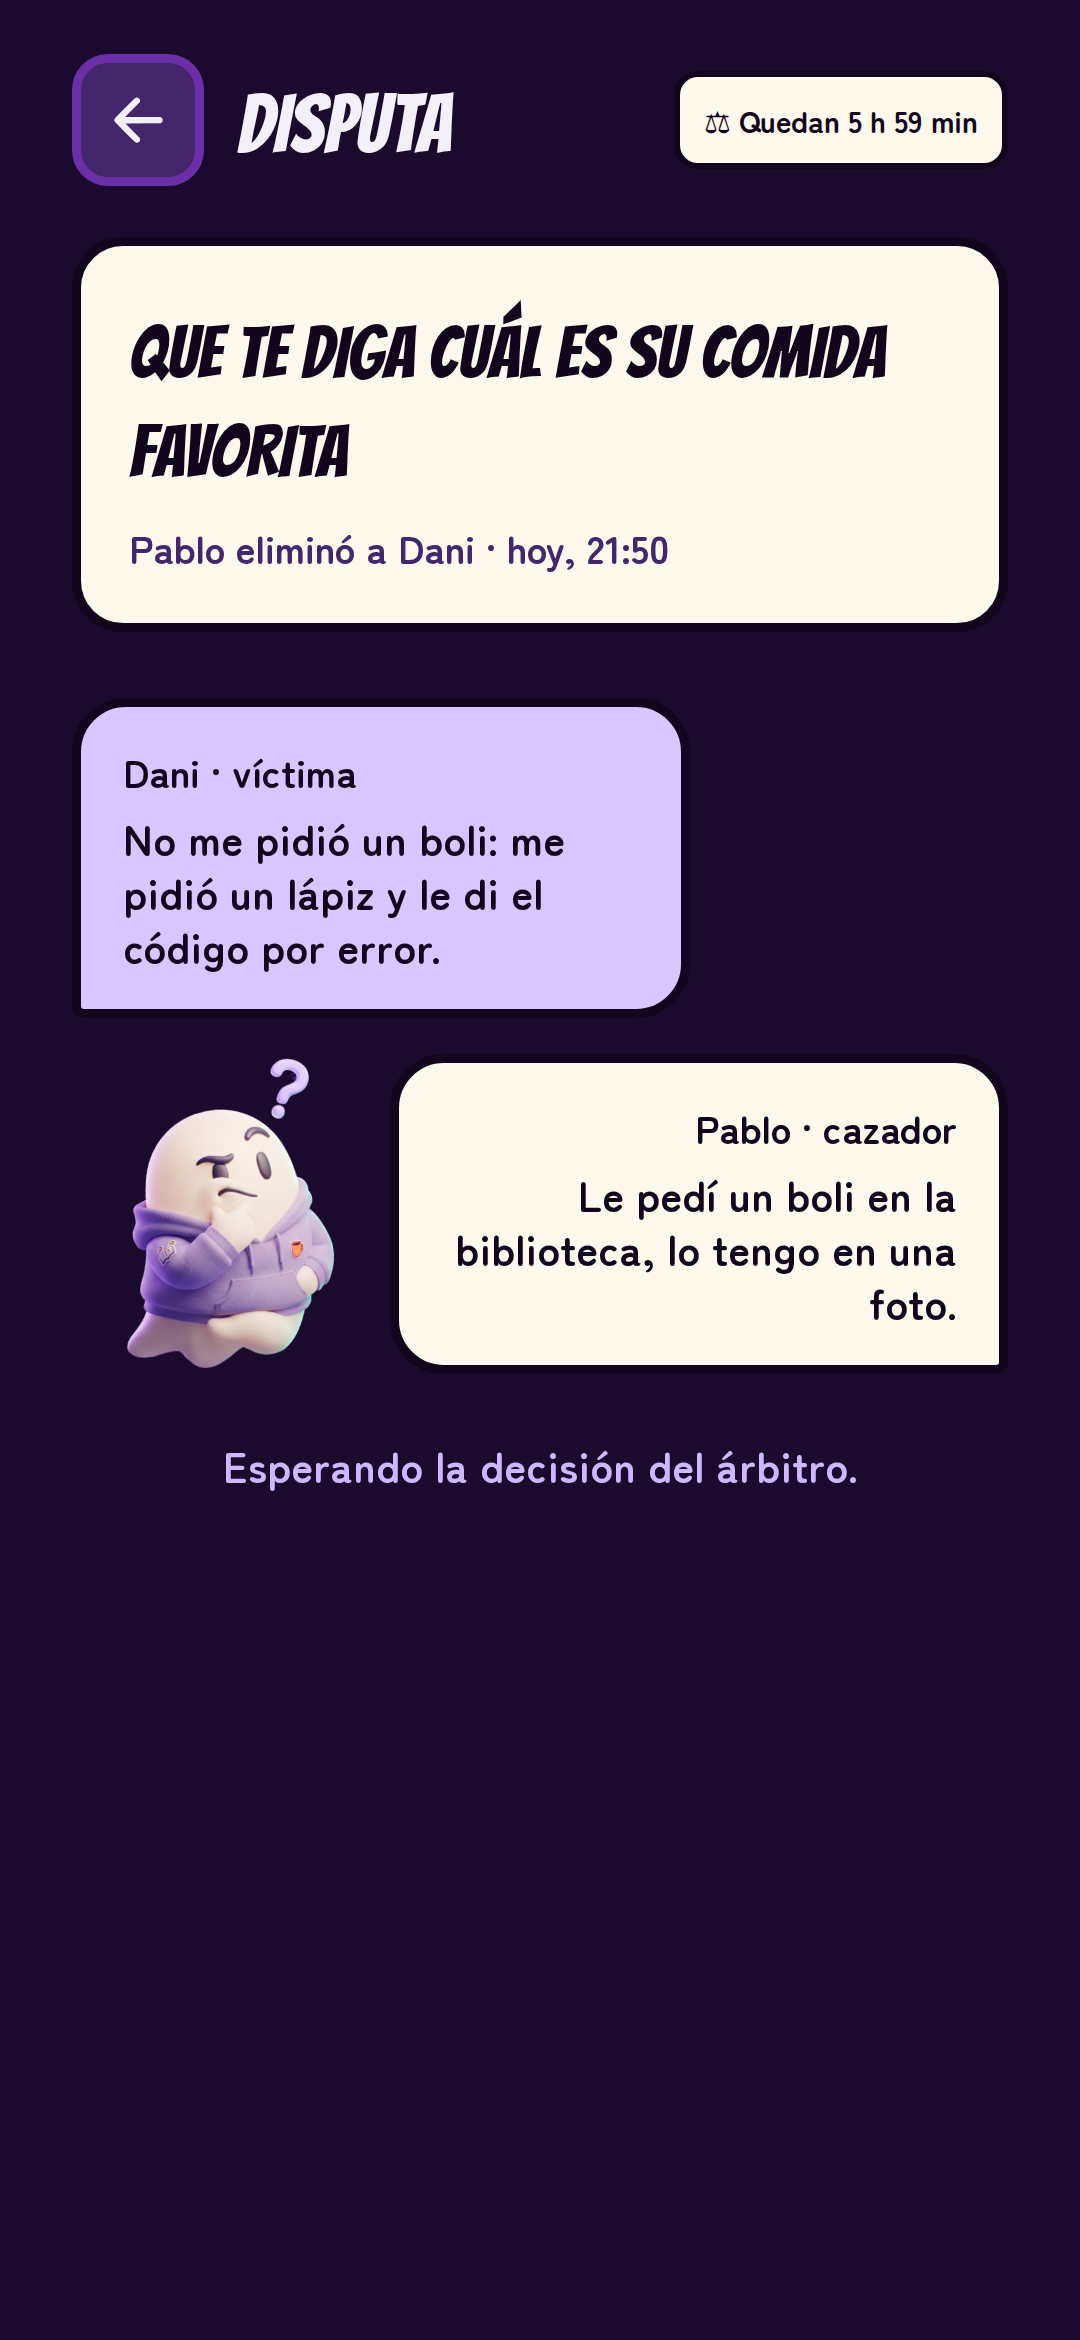 DISPUTA
⚖ Quedan 5 h 59 min
QUE TE DIGA CUÁL ES SU COMIDA
FAVORITA
Pablo eliminó a Dani · hoy, 21:50
Dani · víctima
No me pidió un boli: me
pidió un lápiz y le di el
código por error.
?
Pablo · cazador
Le pedí un boli en la
biblioteca, lo tengo en una
foto.
Esperando la decisión del árbitro.